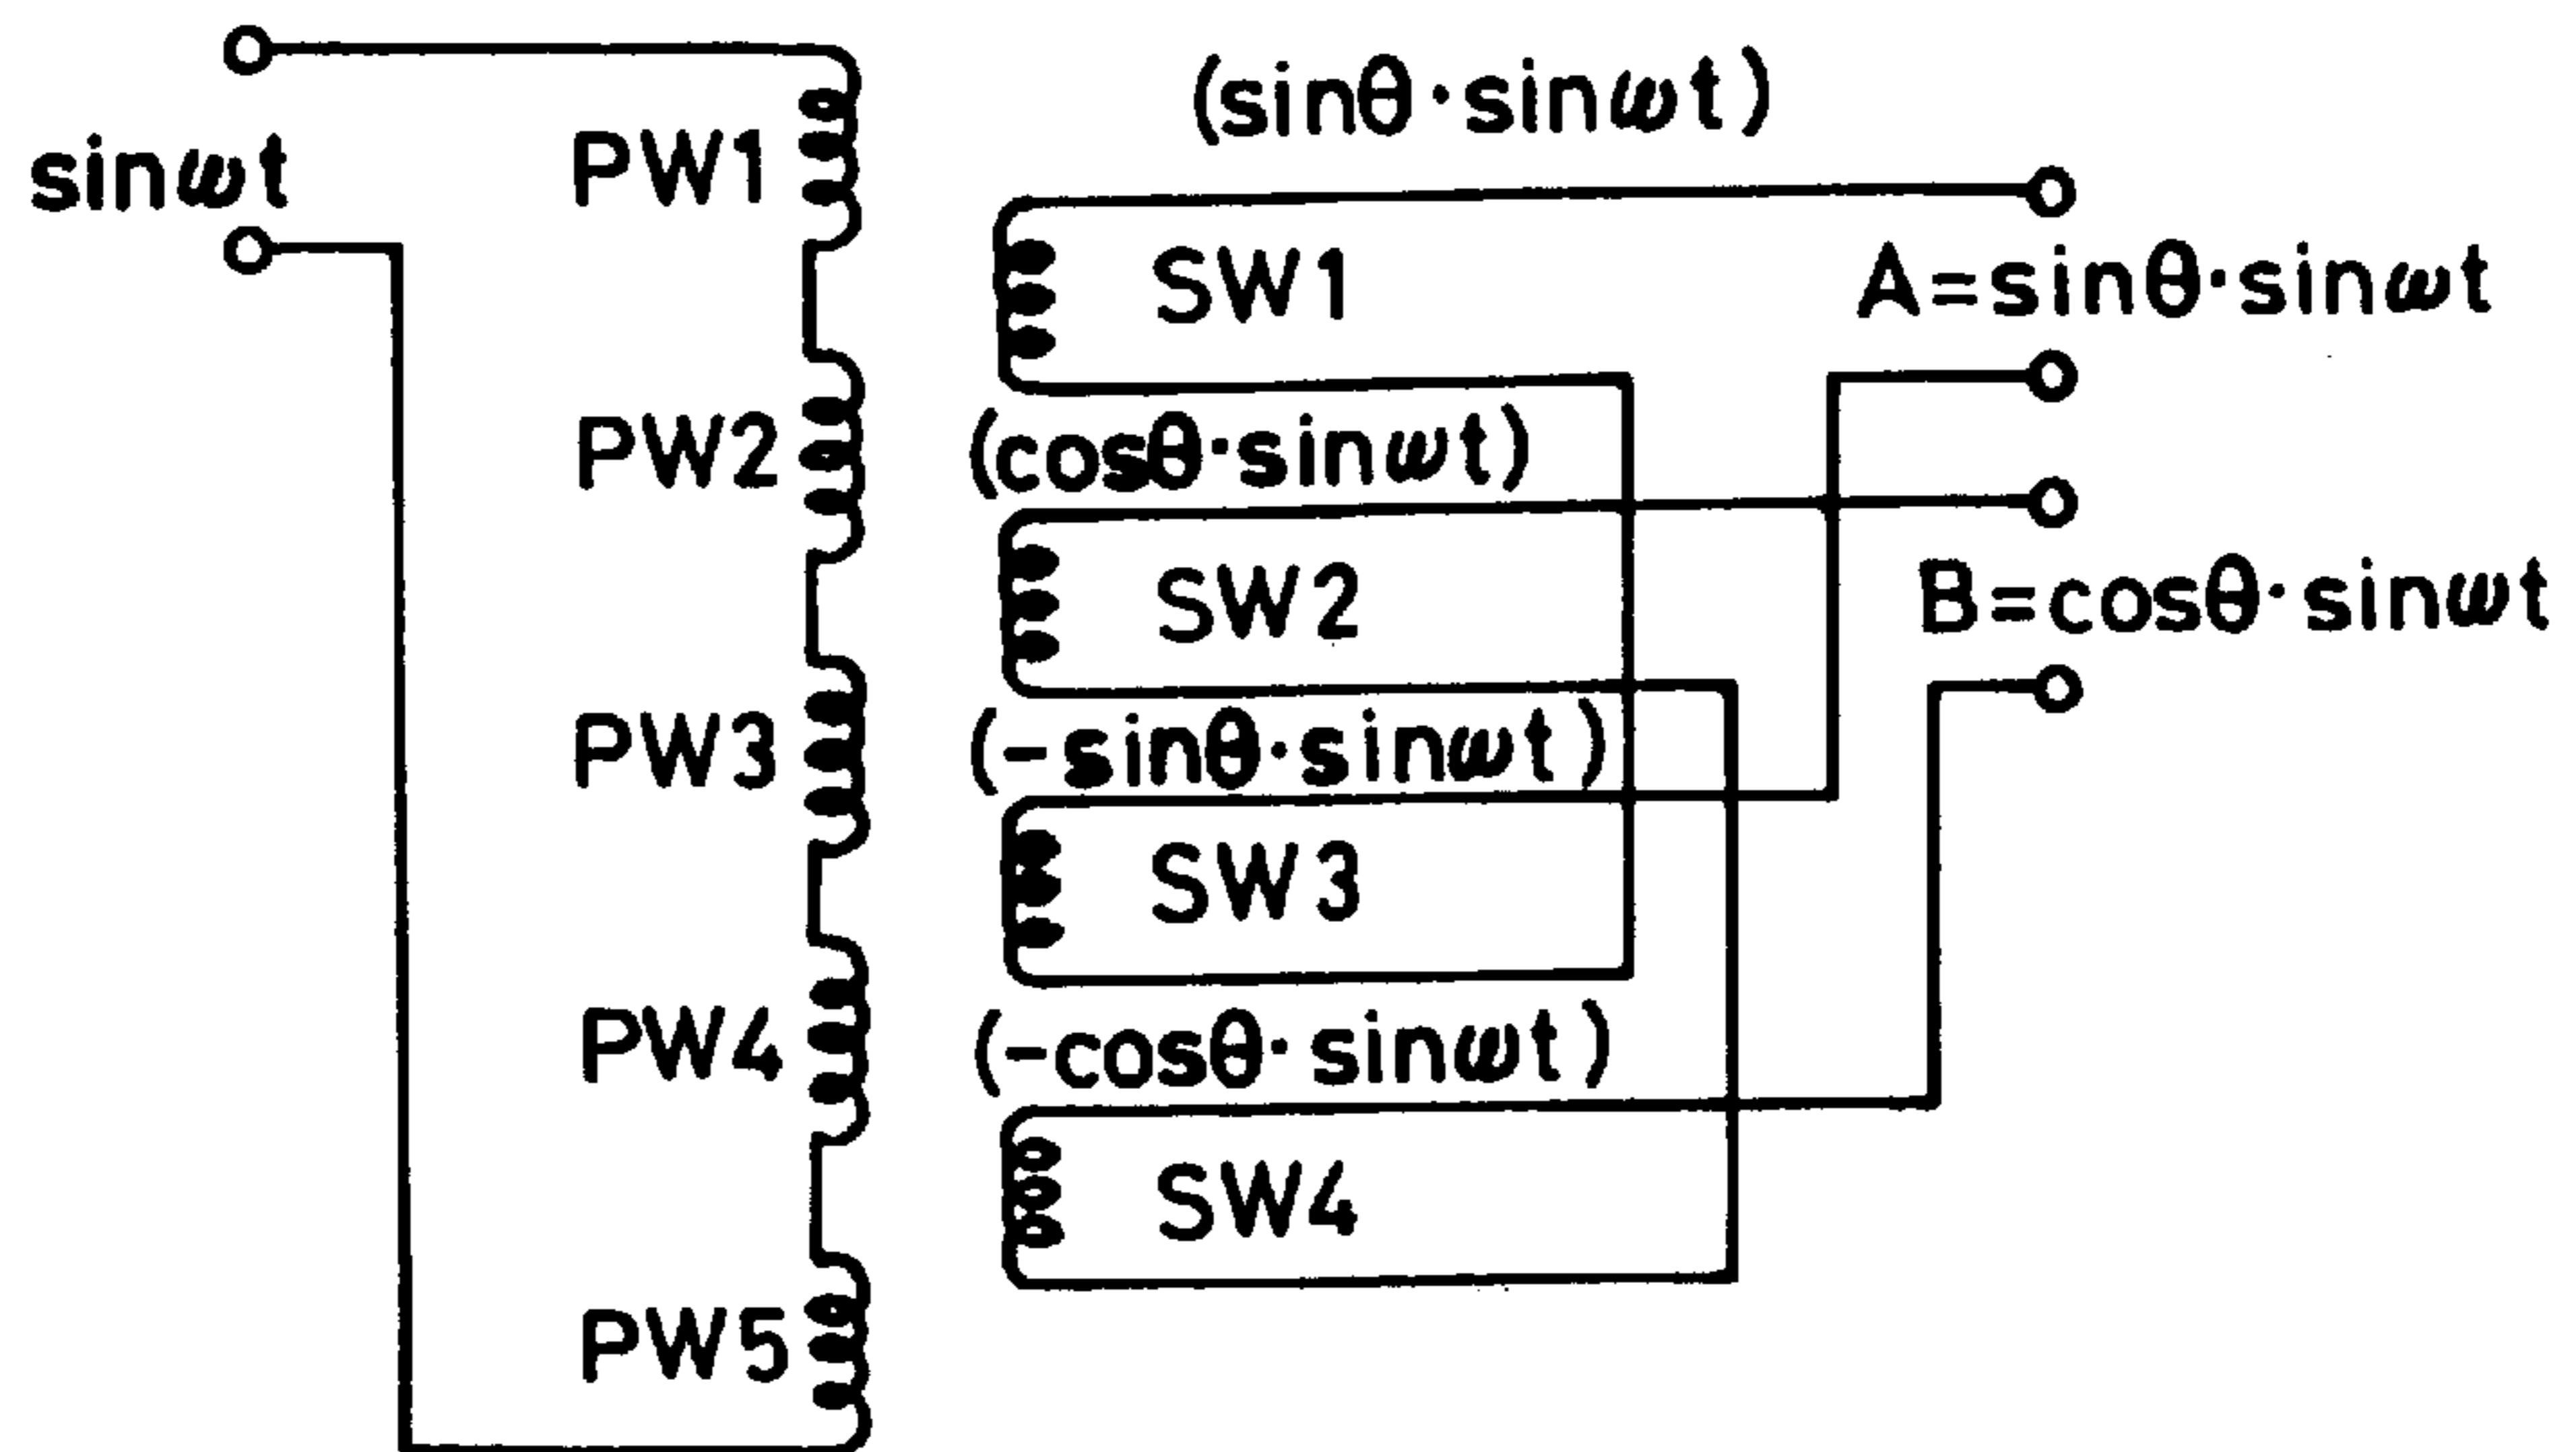 sinωt
PW1
PW2
PW3
PW4
PW5
(sinθ·sinωt)
SW1
(cosθ·sinωt)
SW2
(-sinθ·sinωt)
SW3
(-cosθ·sinωt)
SW4
A=sinθ·sinωt
B=cosθ·sinωt